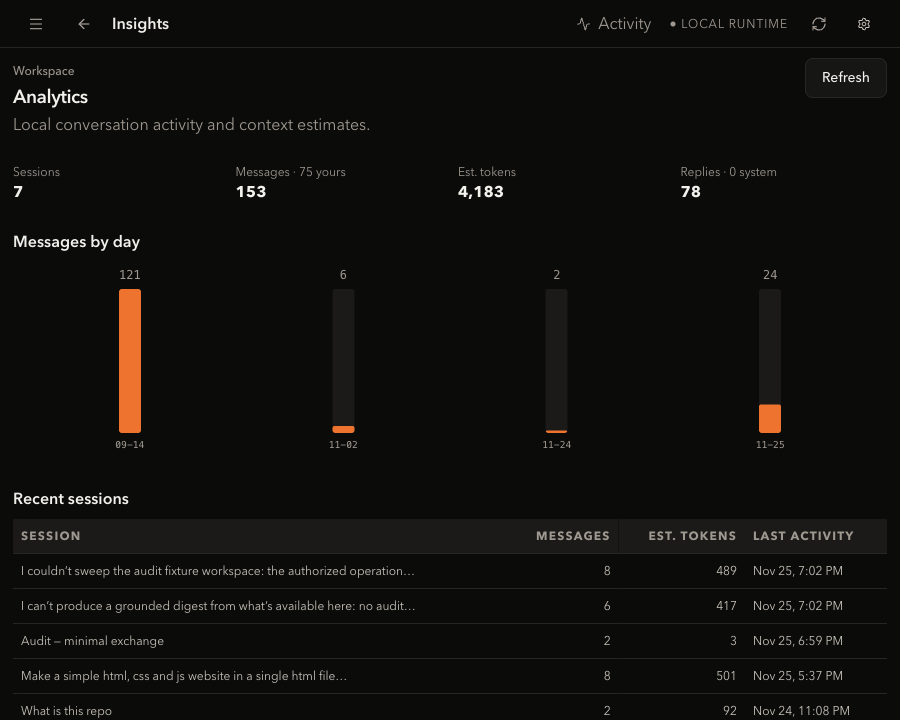 Insights
Activity
LOCAL RUNTIME
Workspace
Refresh
Analytics
Local conversation activity and context estimates.
Sessions
7
Messages · 75 yours
153
Est. tokens
4,183
Replies · 0 system
78
Messages by day
121
6
2
24
09–14
11–02
11–24
11–25
Recent sessions
SESSION MESSAGES EST. TOKENS LAST ACTIVITY
I couldn’t sweep the audit fixture workspace: the authorized operation… 8 489 Nov 25, 7:02 PM
I can’t produce a grounded digest from what’s available here: no audit… 6 417 Nov 25, 7:02 PM
Audit – minimal exchange 2 3 Nov 25, 6:59 PM
Make a simple html, css and js website in a single html file… 8 501 Nov 25, 5:37 PM
What is this repo 2 92 Nov 24, 11:08 PM